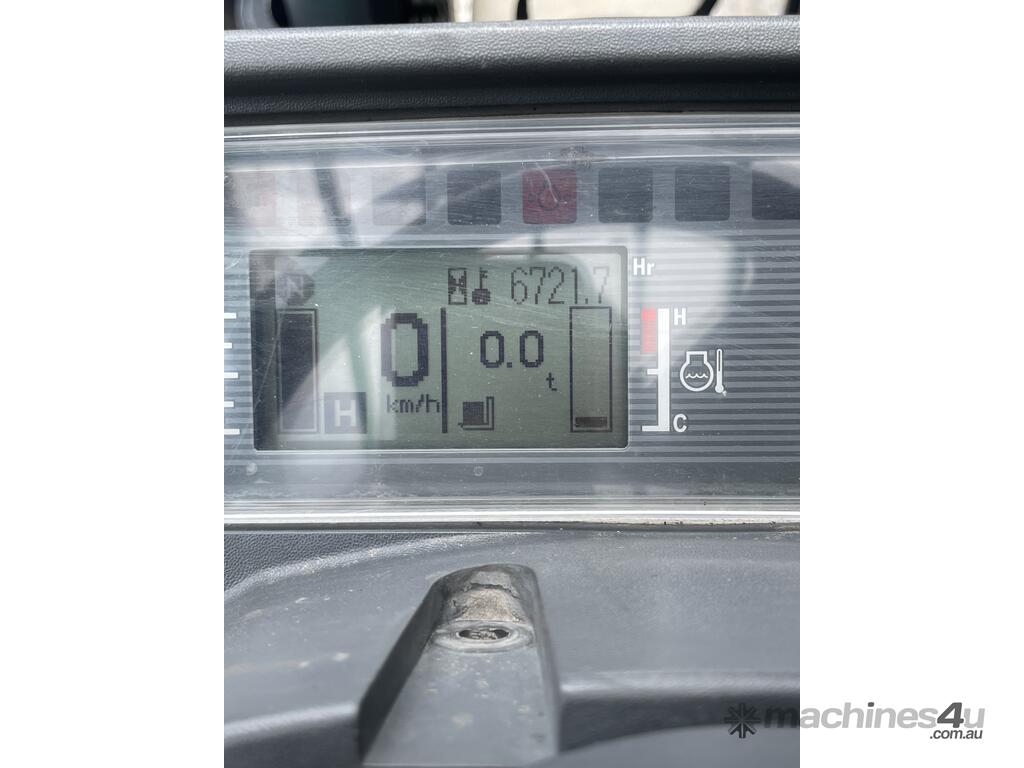 N 6721.7 Hr
0 0.0 H
t
H km/h
C
machines4u
.com.au